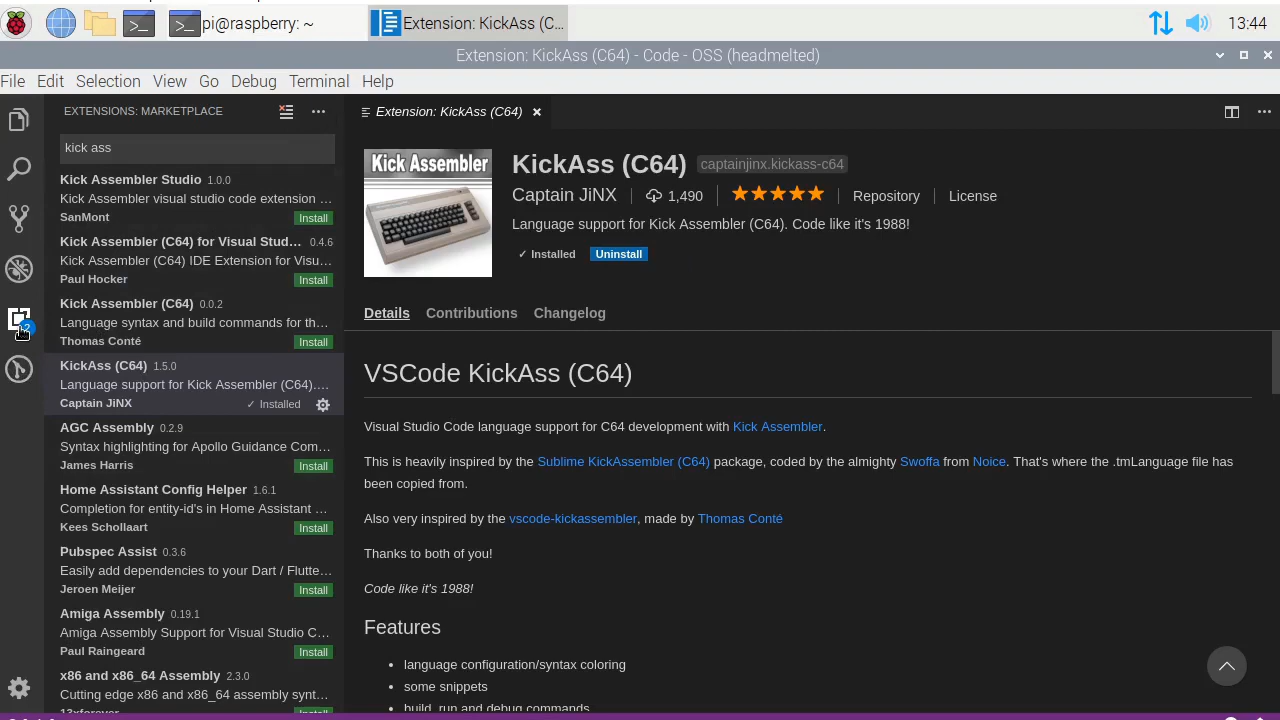 pi@raspberry: ~
Extension: KickAss (C...
13:44
Extension: KickAss (C64) - Code - OSS (headmelted)
File Edit Selection View Go Debug Terminal Help
EXTENSIONS: MARKETPLACE
kick ass
Kick Assembler Studio 1.0.0
Kick Assembler visual studio code extension ...
SanMont Install
Kick Assembler (C64) for Visual Stud... 0.4.6
Kick Assembler (C64) IDE Extension for Visu...
Paul Hocker Install
Kick Assembler (C64) 0.0.2
Language syntax and build commands for th...
Thomas Conté Install
KickAss (C64) 1.5.0
Language support for Kick Assembler (C64)....
Captain JiNX ✓ Installed
AGC Assembly 0.2.9
Syntax highlighting for Apollo Guidance Com...
James Harris Install
Home Assistant Config Helper 1.6.1
Completion for entity-id's in Home Assistant ...
Kees Schollaart Install
Pubspec Assist 0.3.6
Easily add dependencies to your Dart / Flutte...
Jeroen Meijer Install
Amiga Assembly 0.19.1
Amiga Assembly Support for Visual Studio C...
Paul Raingeard Install
x86 and x86_64 Assembly 2.3.0
Cutting edge x86 and x86_64 assembly synt...
13xforever Install
2
Extension: KickAss (C64)
Kick Assembler
KickAss (C64) captainjinx.kickass-c64
Captain JiNX 1,490 Repository License
Language support for Kick Assembler (C64). Code like it's 1988!
✓ Installed Uninstall
Details Contributions Changelog
VSCode KickAss (C64)
Visual Studio Code language support for C64 development with Kick Assembler.
This is heavily inspired by the Sublime KickAssembler (C64) package, coded by the almighty Swoffa from Noice. That's where the .tmLanguage file has
been copied from.
Also very inspired by the vscode-kickassembler, made by Thomas Conté
Thanks to both of you!
Code like it's 1988!
Features
• language configuration/syntax coloring
• some snippets
• build, run and debug commands